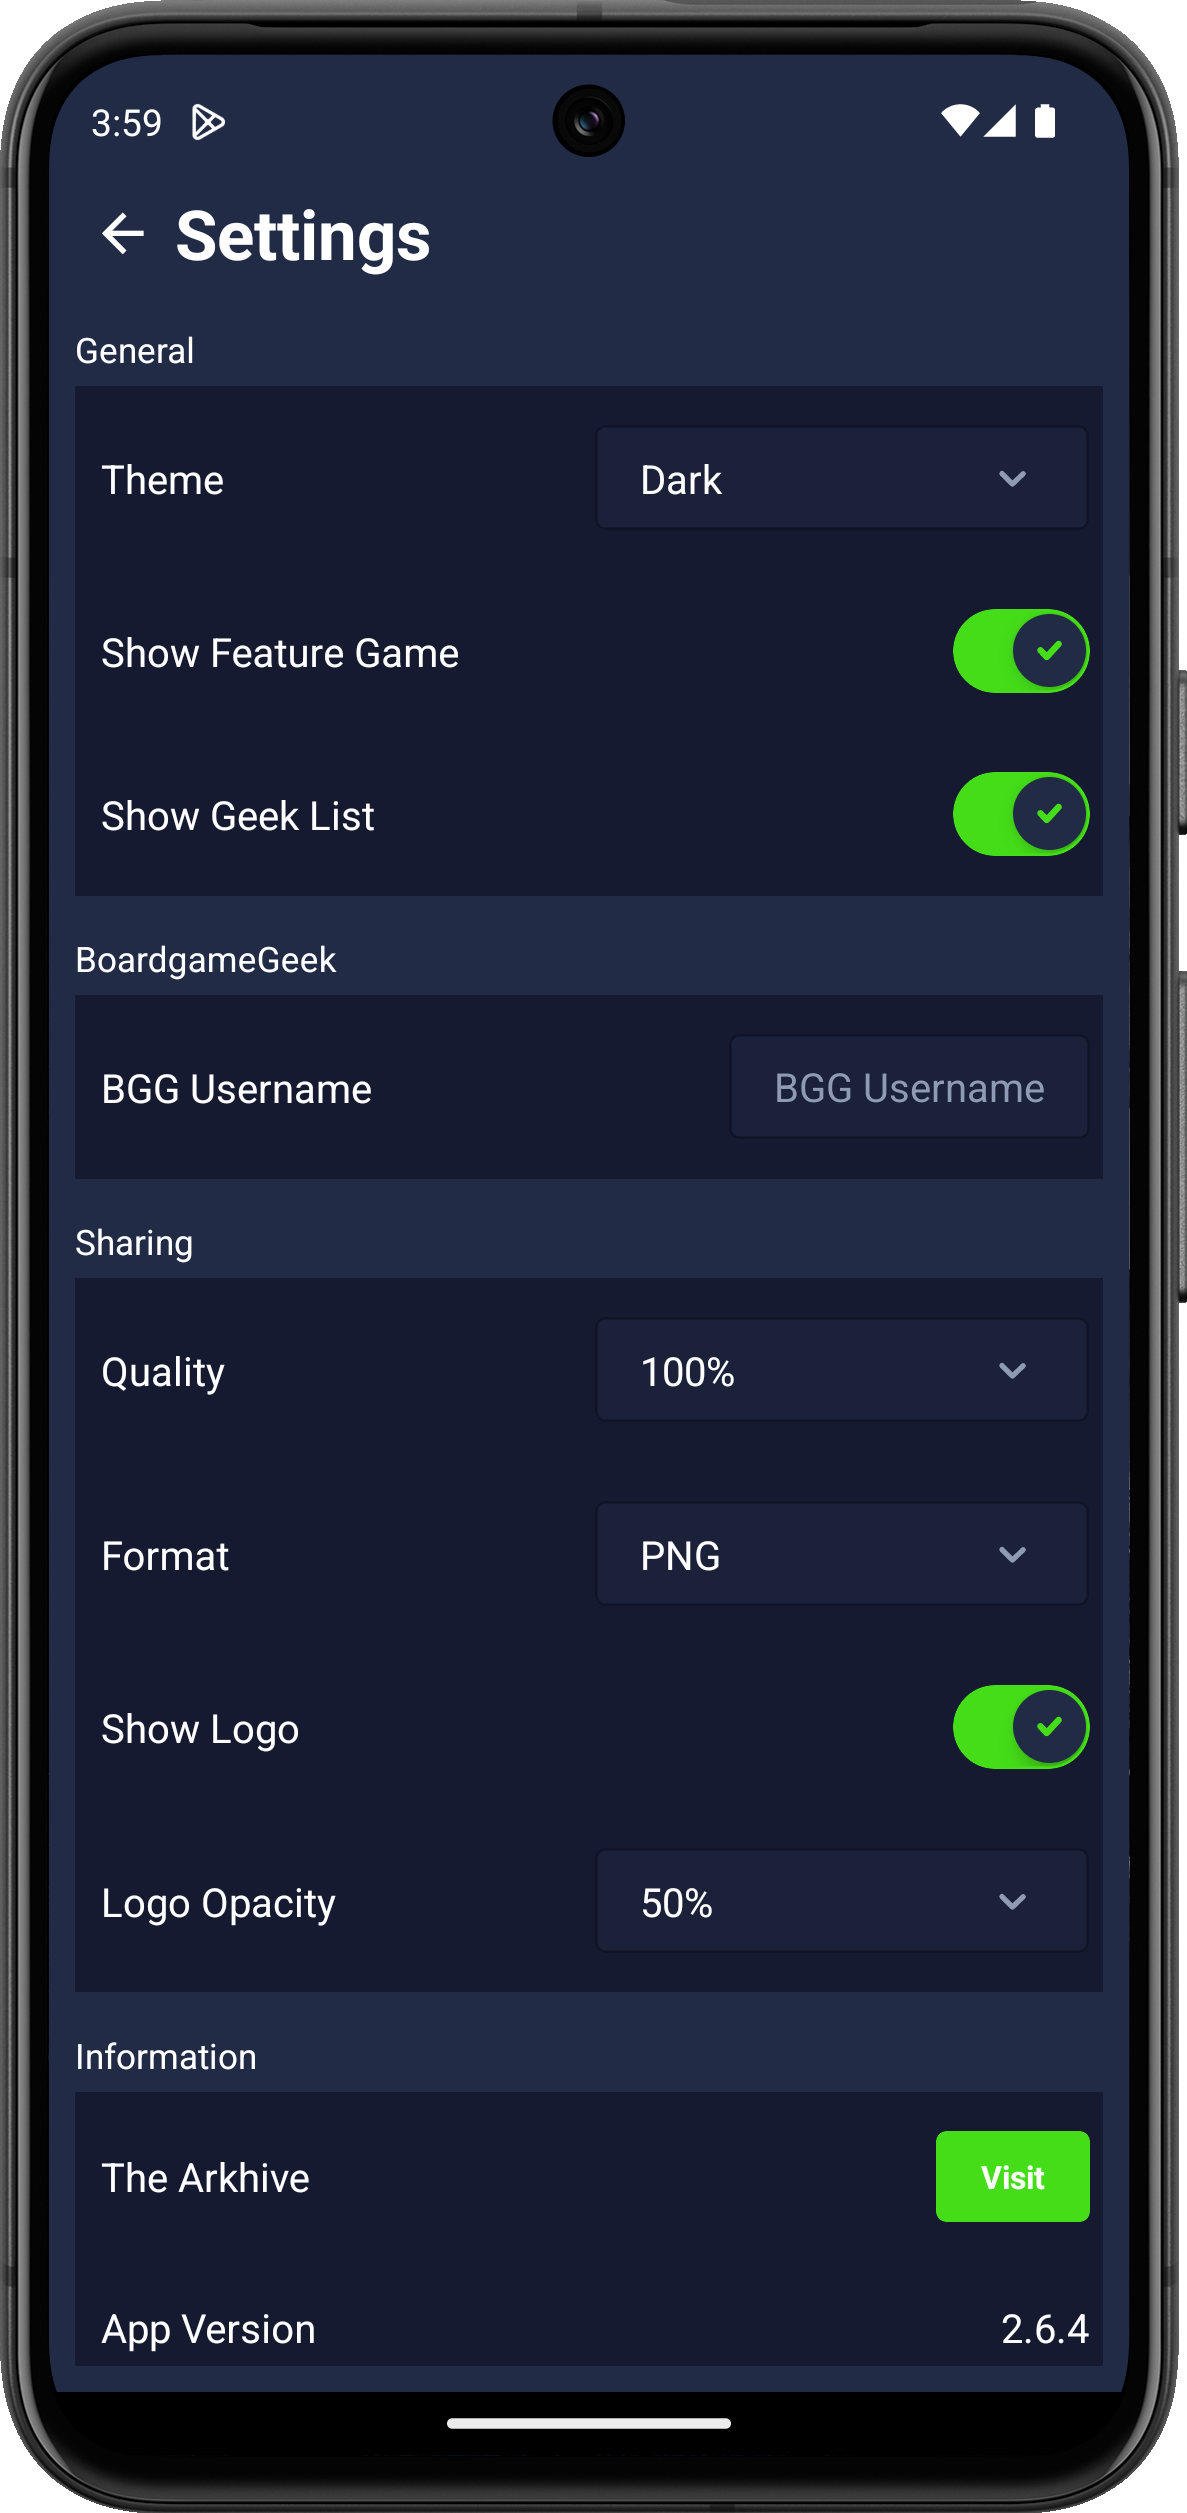 3:59
Settings
General
Theme
Dark
Show Feature Game
Show Geek List
BoardgameGeek
BGG Username
BGG Username
Sharing
Quality
100%
Format
PNG
Show Logo
Logo Opacity
50%
Information
The Arkhive
Visit
App Version
2.6.4